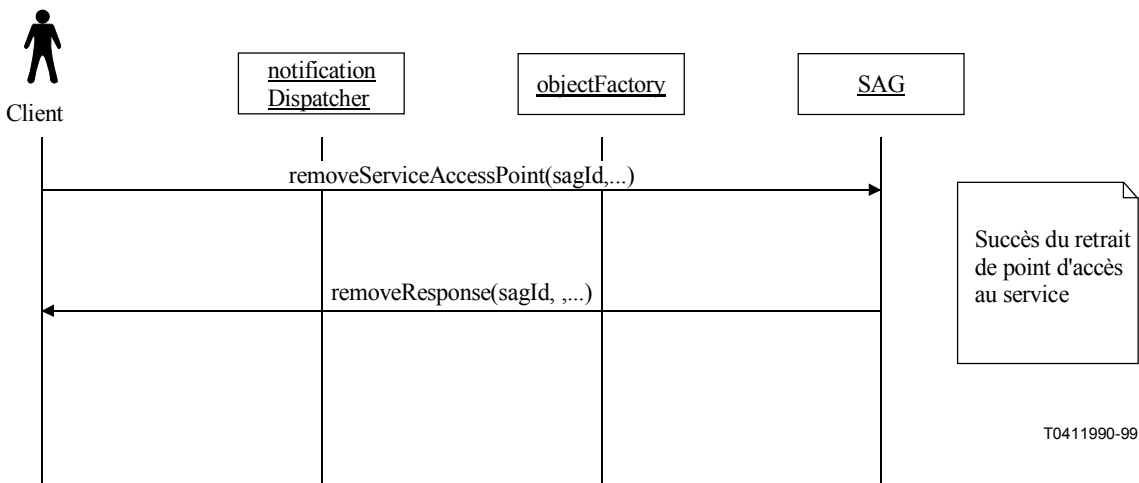 Client
notification
Dispatcher
objectFactory
SAG
removeServiceAccessPoint(sagId,...)
removeResponse(sagId, ,...)
Succès du retrait
de point d'accès
au service
T0411990-99